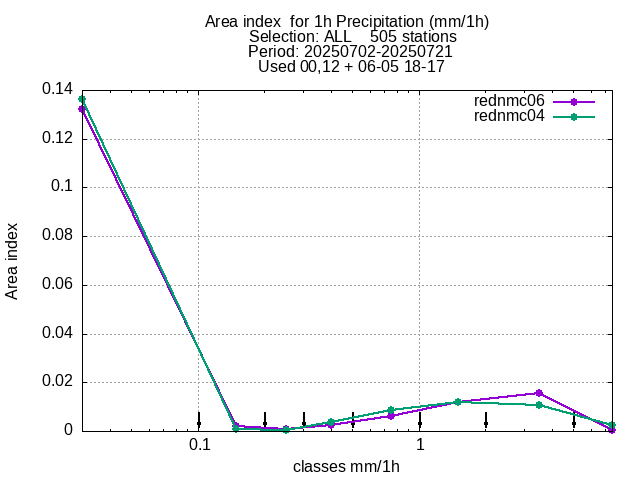 Area index  for 1h Precipitation (mm/1h)
Selection: ALL    505 stations
Period: 20250702-20250721
Used 00,12 + 06-05 18-17
rednmc06
rednmc04
0.14
0.12
0.1
0.08
0.06
0.04
0.02
0
Area index
0.1
1
classes mm/1h